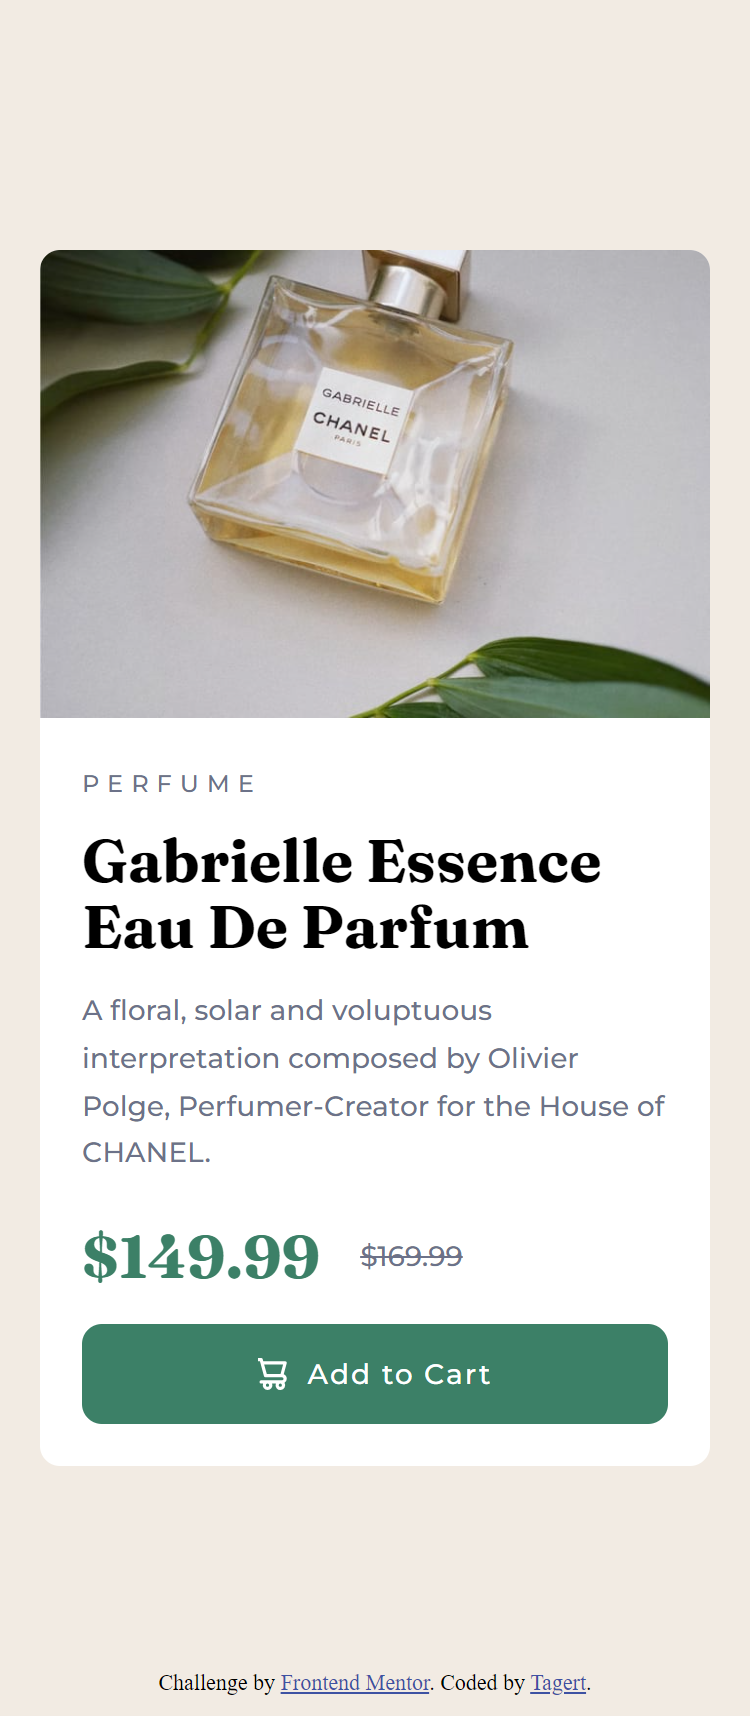 GABRIELLE
CHANEL
PARIS
PERFUME
Gabrielle Essence
Eau De Parfum
A floral, solar and voluptuous
interpretation composed by Olivier
Polge, Perfumer-Creator for the House of
CHANEL.
$149.99 $169.99
Add to Cart
Challenge by Frontend Mentor. Coded by Tagert.